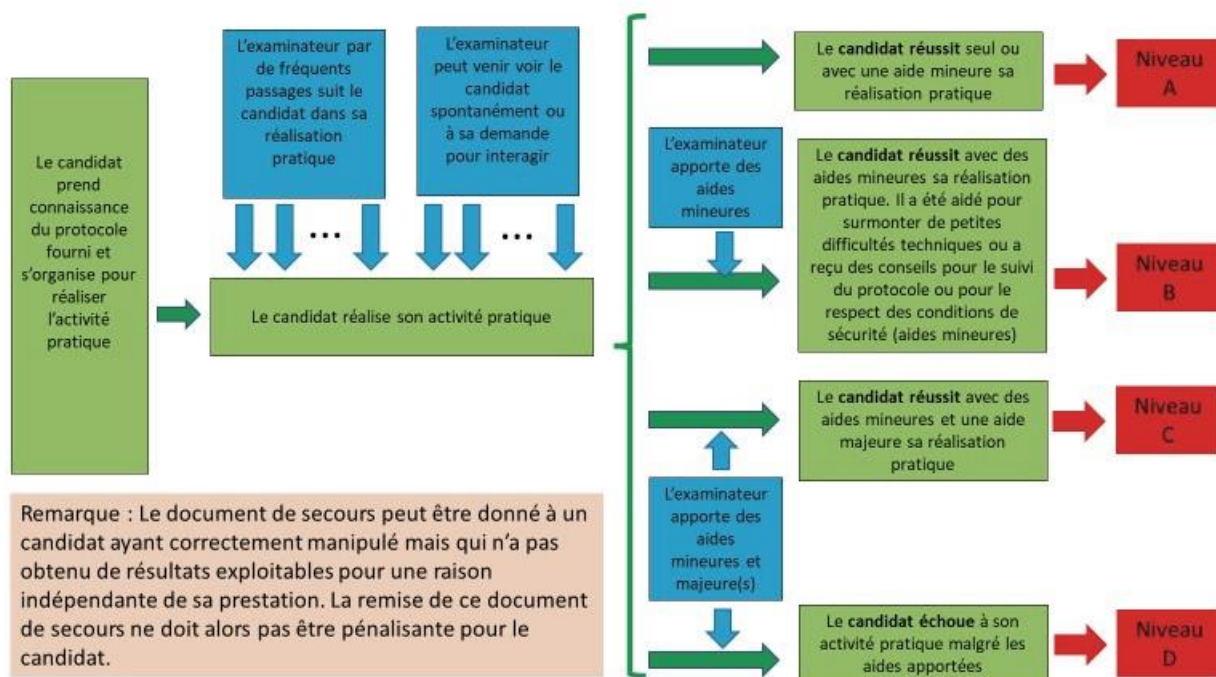 Le candidat
prend
connaissance
du protocole
fourni et
s'organise pour
réaliser
l'activité
pratique
L'examinateur par
de fréquents
passages suit le
candidat dans sa
réalisation
pratique
L'examinateur
peut venir voir le
candidat
spontanément ou
à sa demande
pour interagir
...
...
Le candidat réalise son activité pratique
Le candidat réussit seul ou
avec une aide mineure sa
réalisation pratique
Niveau
A
L'examinateur
apporte des
aides
mineures
Le candidat réussit avec des
aides mineures sa réalisation
pratique. Il a été aidé pour
surmonter de petites
difficultés techniques ou a
reçu des conseils pour le suivi
du protocole ou pour le
respect des conditions de
sécurité (aides mineures)
Niveau
B
Le candidat réussit avec des
aides mineures et une aide
majeure sa réalisation
pratique
Niveau
C
L'examinateur
apporte des
aides
mineures et
majeure(s)
Le candidat échoue à son
activité pratique malgré les
aides apportées
Niveau
D
Remarque : Le document de secours peut être donné à un
candidat ayant correctement manipulé mais qui n'a pas
obtenu de résultats exploitables pour une raison
indépendante de sa prestation. La remise de ce document
de secours ne doit alors pas être pénalisante pour le
candidat.